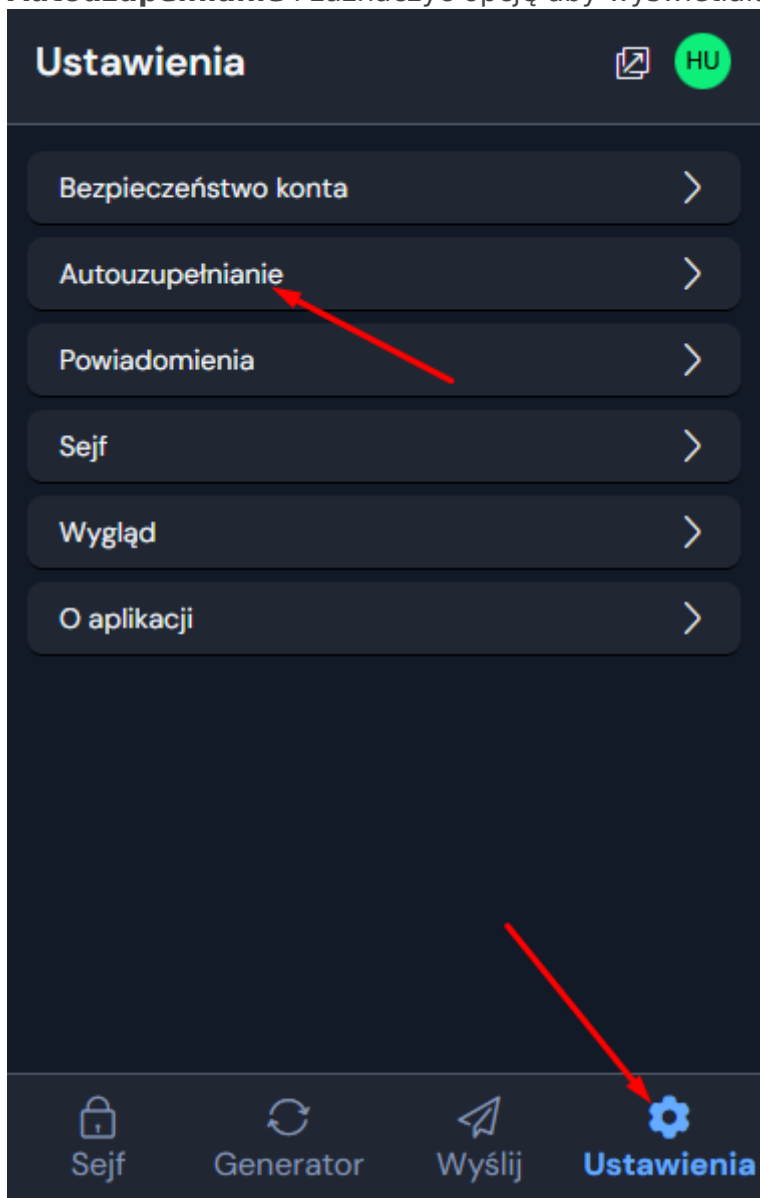 Ustawienia
HU
Bezpieczeństwo konta
Autouzupełnianie
Powiadomienia
Sejf
Wygląd
O aplikacji
Sejf Generator Wyślij Ustawienia